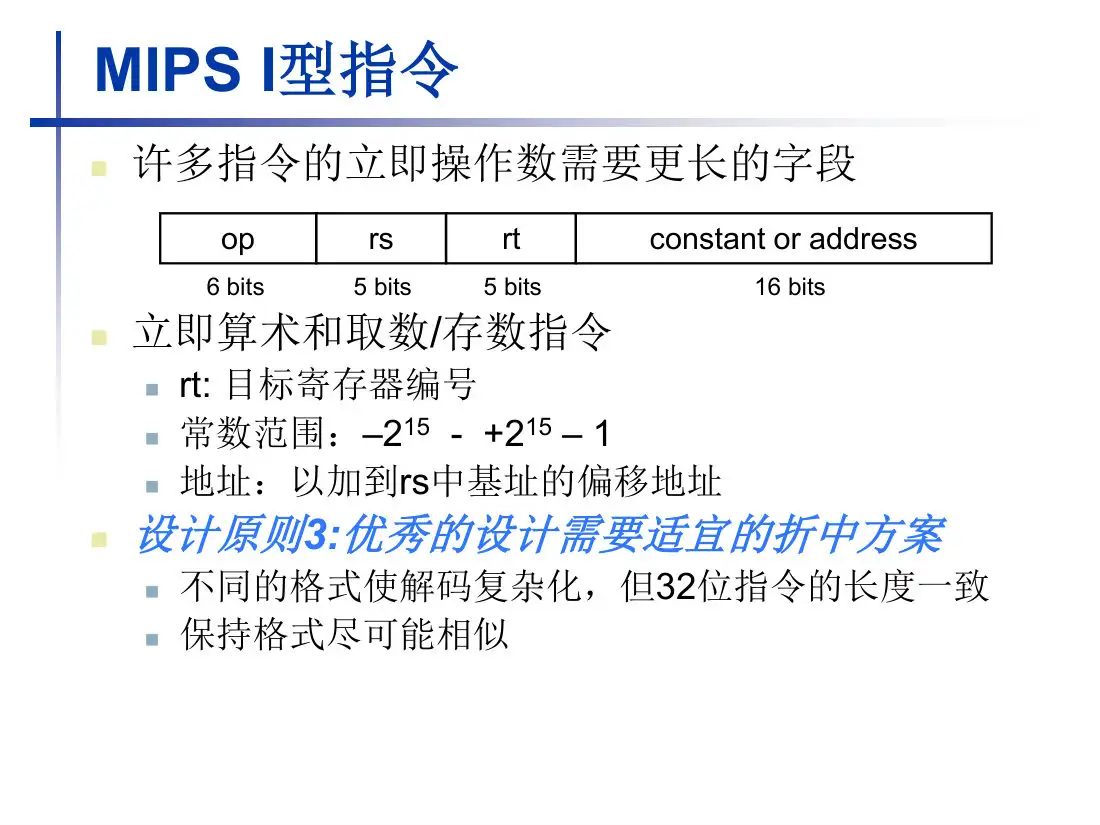 MIPS I型指令
许多指令的立即操作数需要更长的字段
op rs rt constant or address
6 bits 5 bits 5 bits 16 bits
立即算术和取数/存数指令
rt: 目标寄存器编号
常数范围：–2¹⁵ - +2¹⁵ – 1
地址：以加到rs中基址的偏移地址
设计原则3:优秀的设计需要适宜的折中方案
不同的格式使解码复杂化，但32位指令的长度一致
保持格式尽可能相似